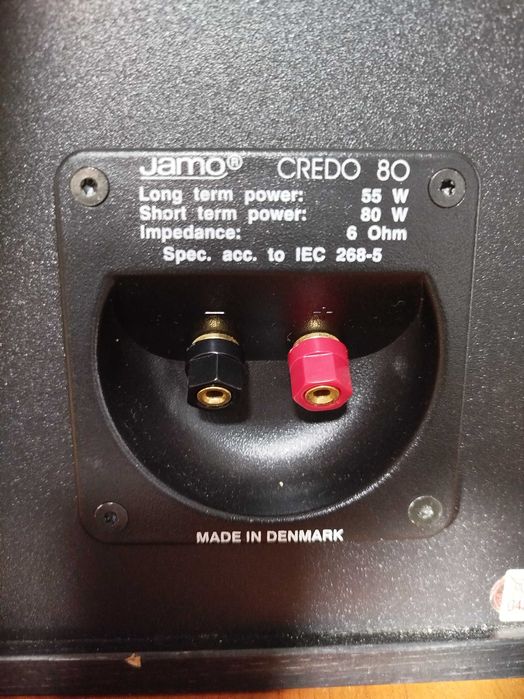 Jamo® CREDO 80
Long term power: 55 W
Short term power: 80 W
Impedance: 6 Ohm
Spec. acc. to IEC 268-5
− +
MADE IN DENMARK